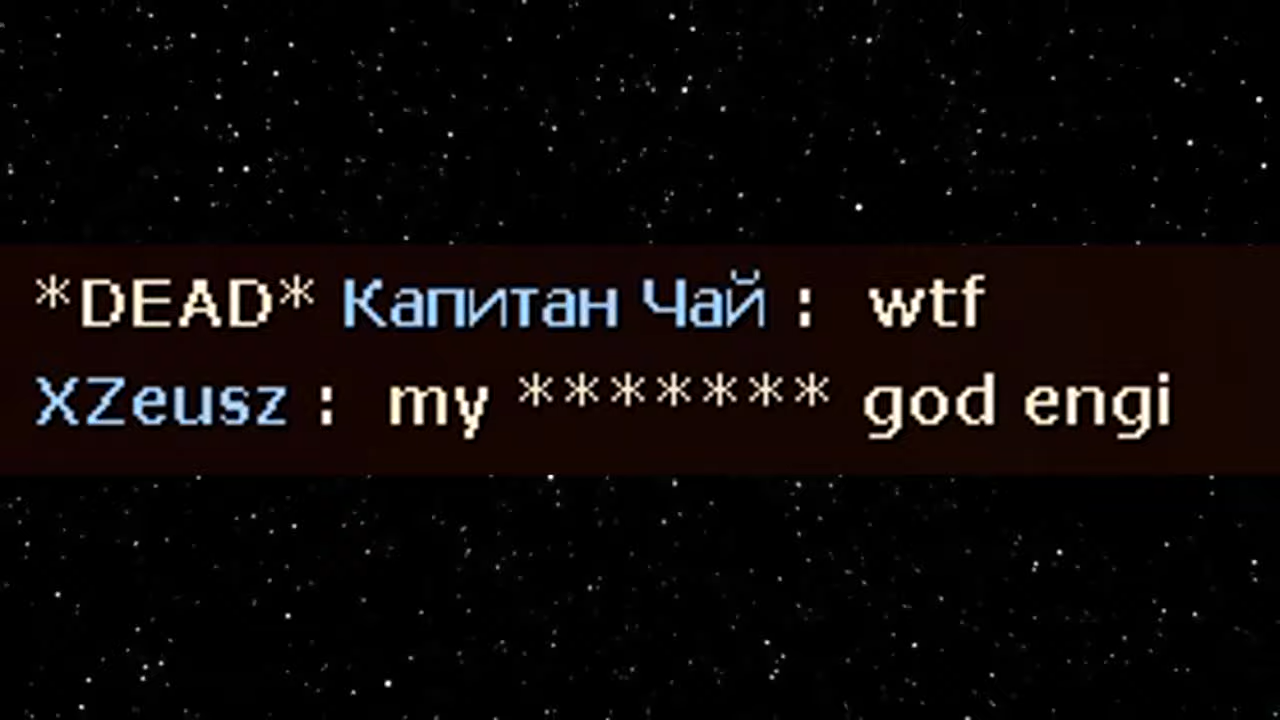 *DEAD* Капитан Чай :  wtf
XZeusz :  my ******* god engi